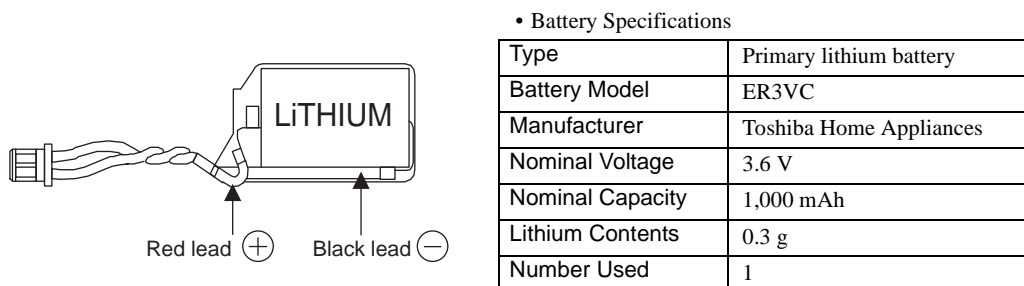 LiTHIUM
Red lead ⊕
Black lead ⊖
• Battery Specifications
Type Primary lithium battery
Battery Model ER3VC
Manufacturer Toshiba Home Appliances
Nominal Voltage 3.6 V
Nominal Capacity 1,000 mAh
Lithium Contents 0.3 g
Number Used 1